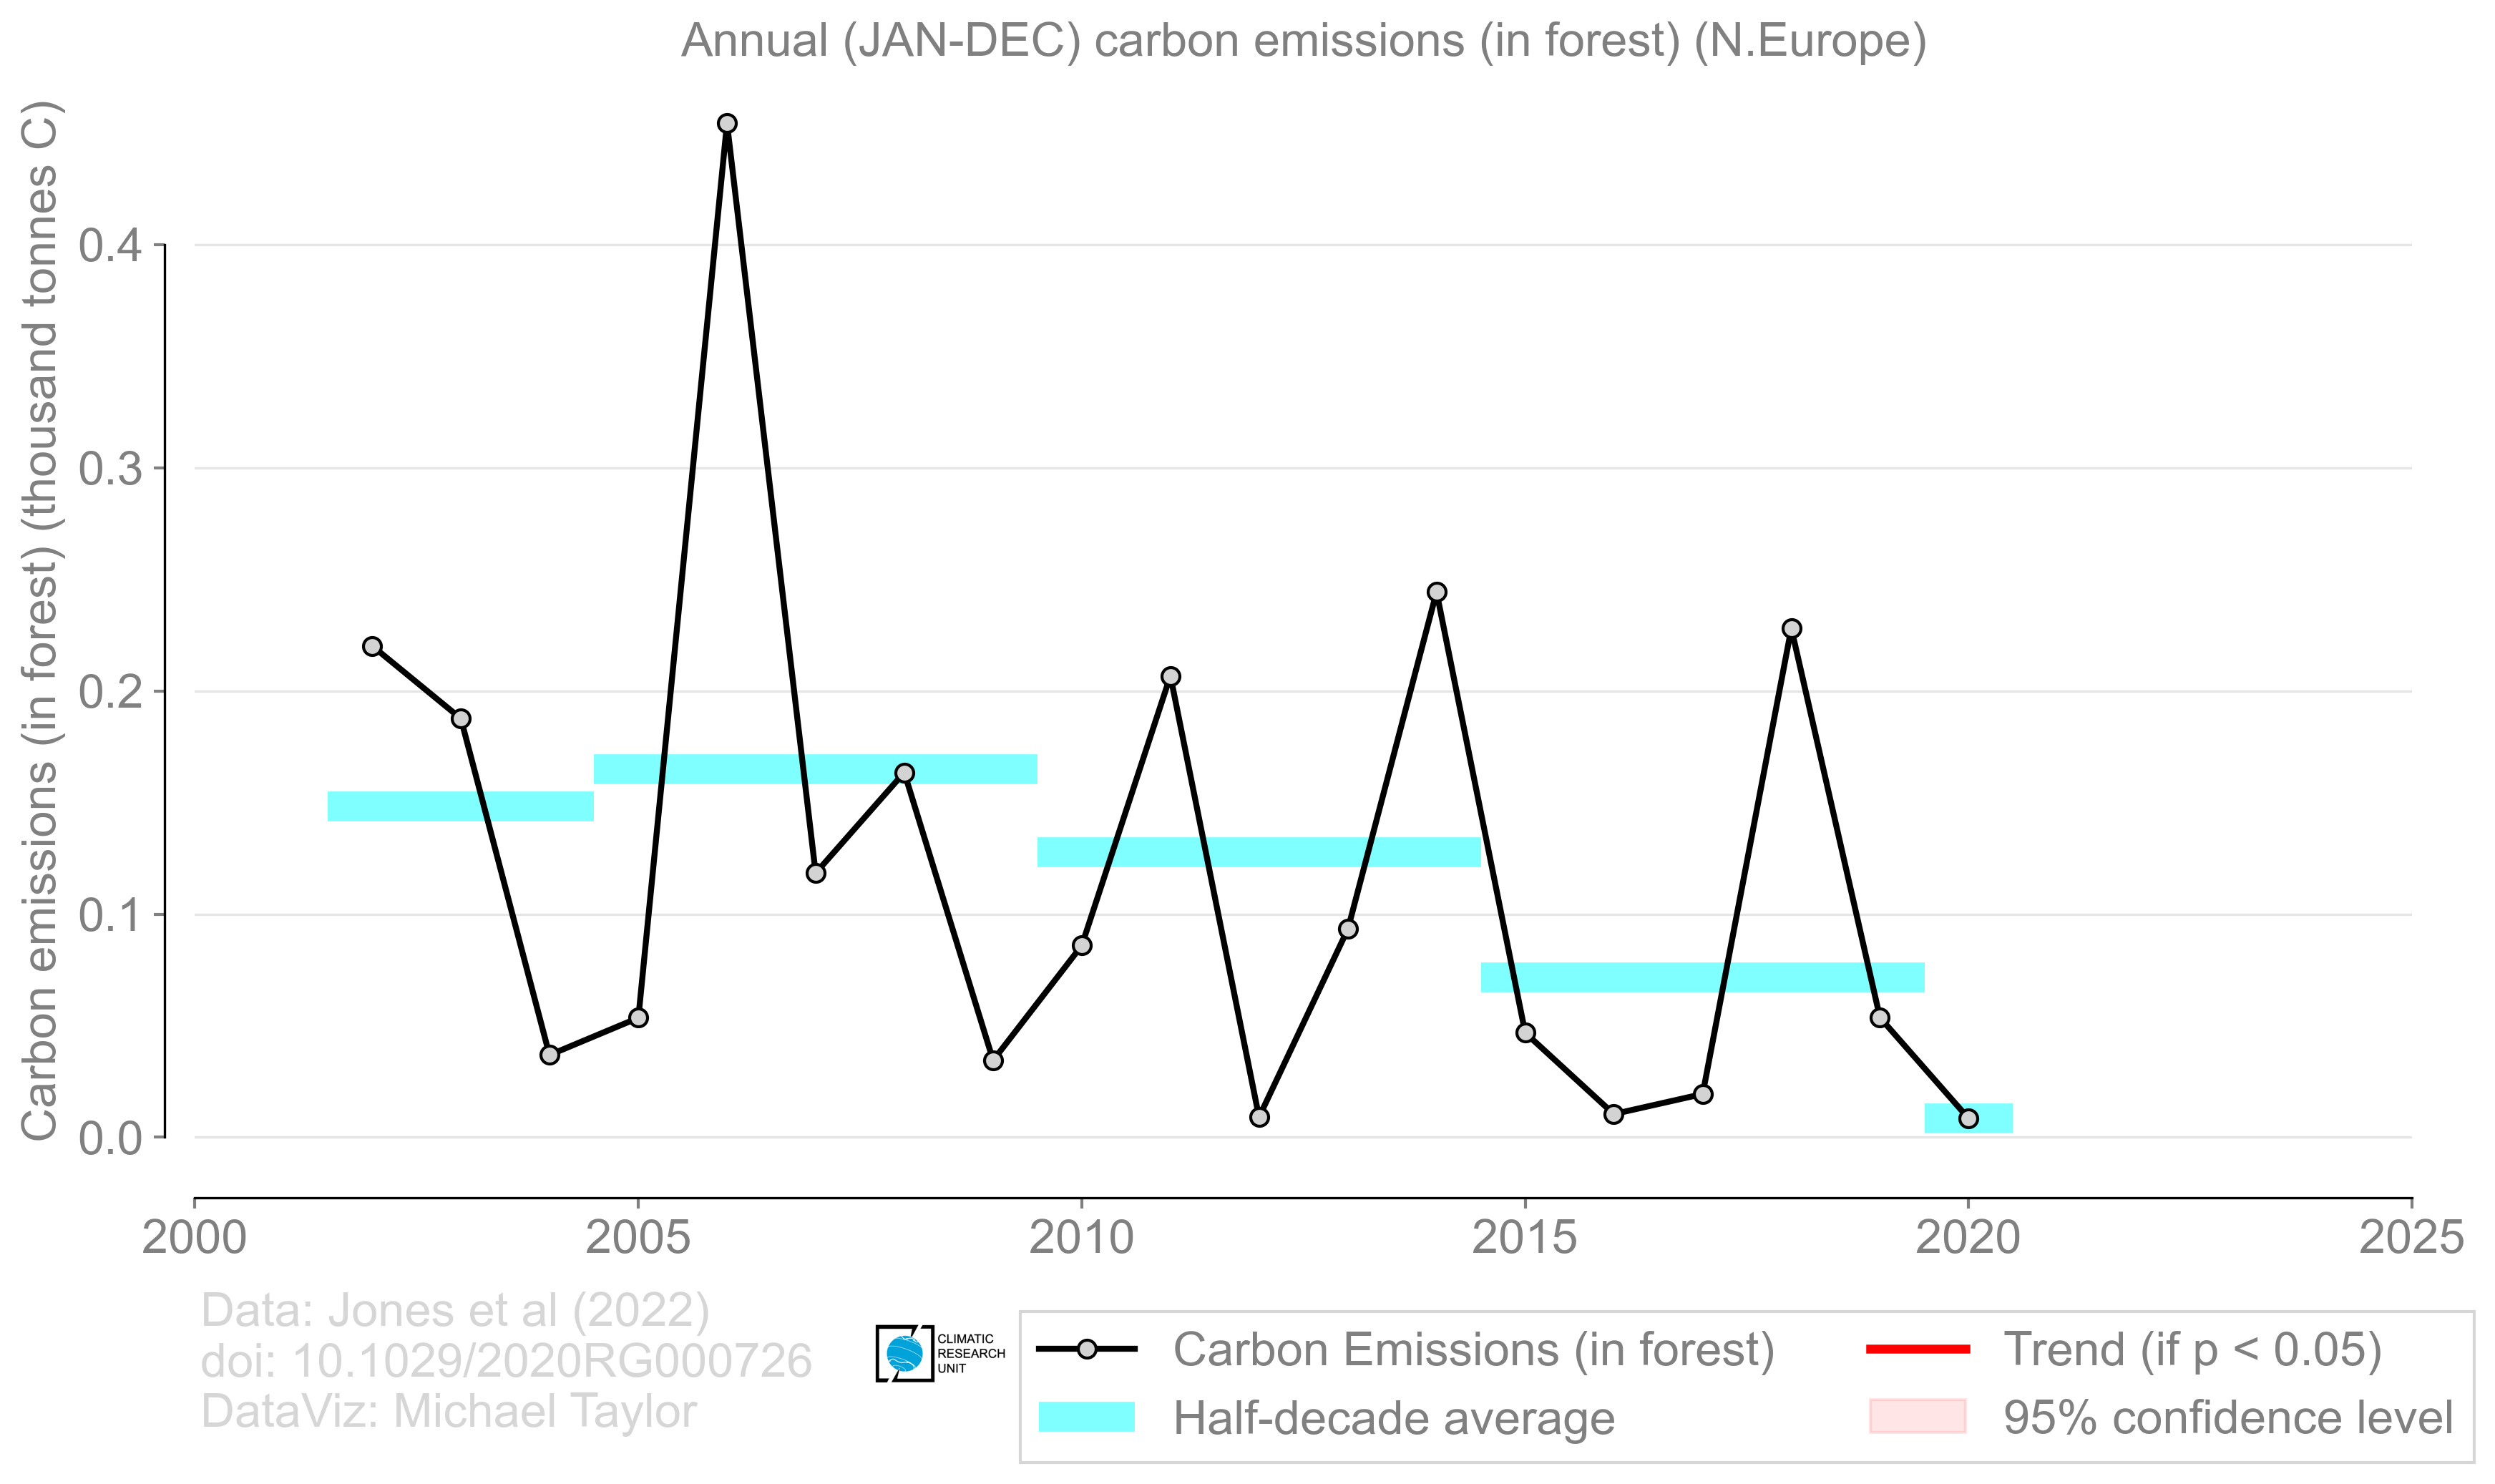 Annual (JAN-DEC) carbon emissions (in forest) (N.Europe)
Carbon emissions (in forest) (thousand tonnes C)
0.4
0.3
0.2
0.1
0.0
2000 2005 2010 2015 2020 2025
Data: Jones et al (2022)
doi: 10.1029/2020RG000726
DataViz: Michael Taylor
CLIMATIC
RESEARCH
UNIT
Carbon Emissions (in forest)
Half-decade average
Trend (if p < 0.05)
95% confidence level